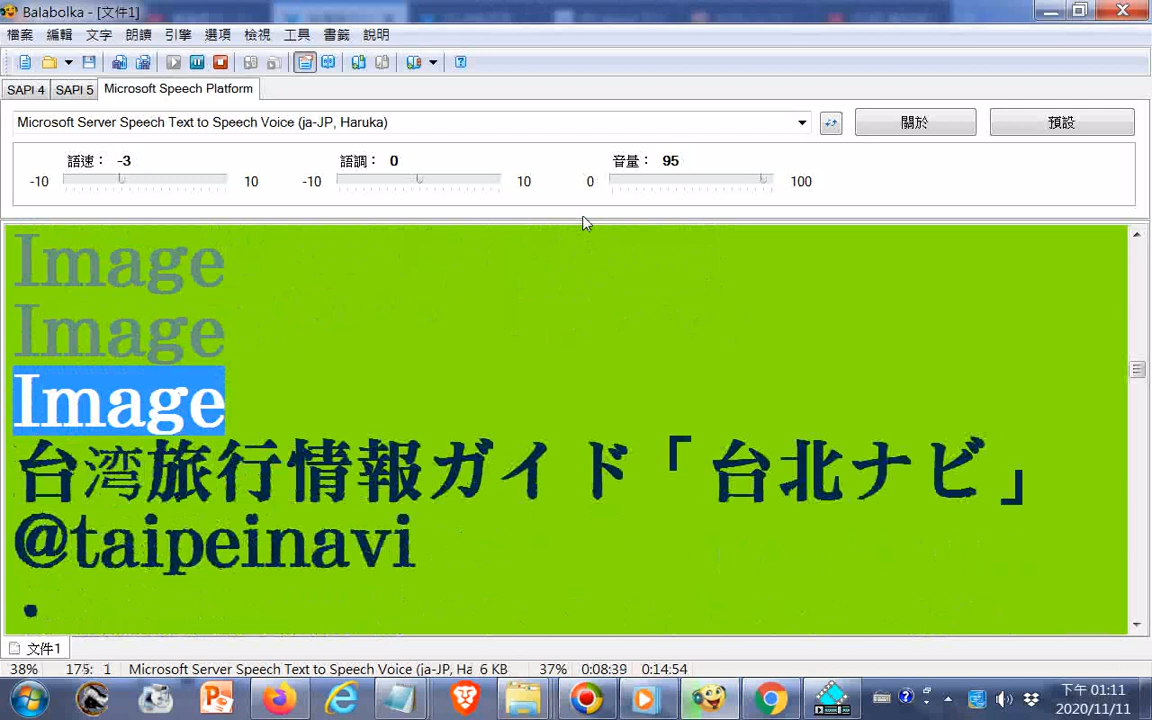 Balabolka - [文件1]
檔案 編輯 文字 朗讀 引擎 選項 檢視 工具 書籤 說明
SAPI 4 SAPI 5 Microsoft Speech Platform
Microsoft Server Speech Text to Speech Voice (ja-JP, Haruka) 關於 預設
語速： -3 語調： 0 音量： 95
-10 10 -10 10 0 100
Image
Image
Image
台湾旅行情報ガイド「台北ナビ」
@taipeinavi
·
文件1
38% 175: 1 Microsoft Server Speech Text to Speech Voice (ja-JP, Ha 6 KB 37% 0:08:39 0:14:54
下午 01:11
2020/11/11